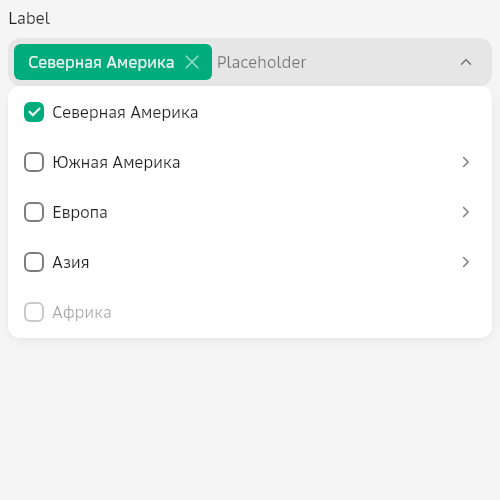 Label
Северная Америка Placeholder
Северная Америка
Южная Америка
Европа
Азия
Африка